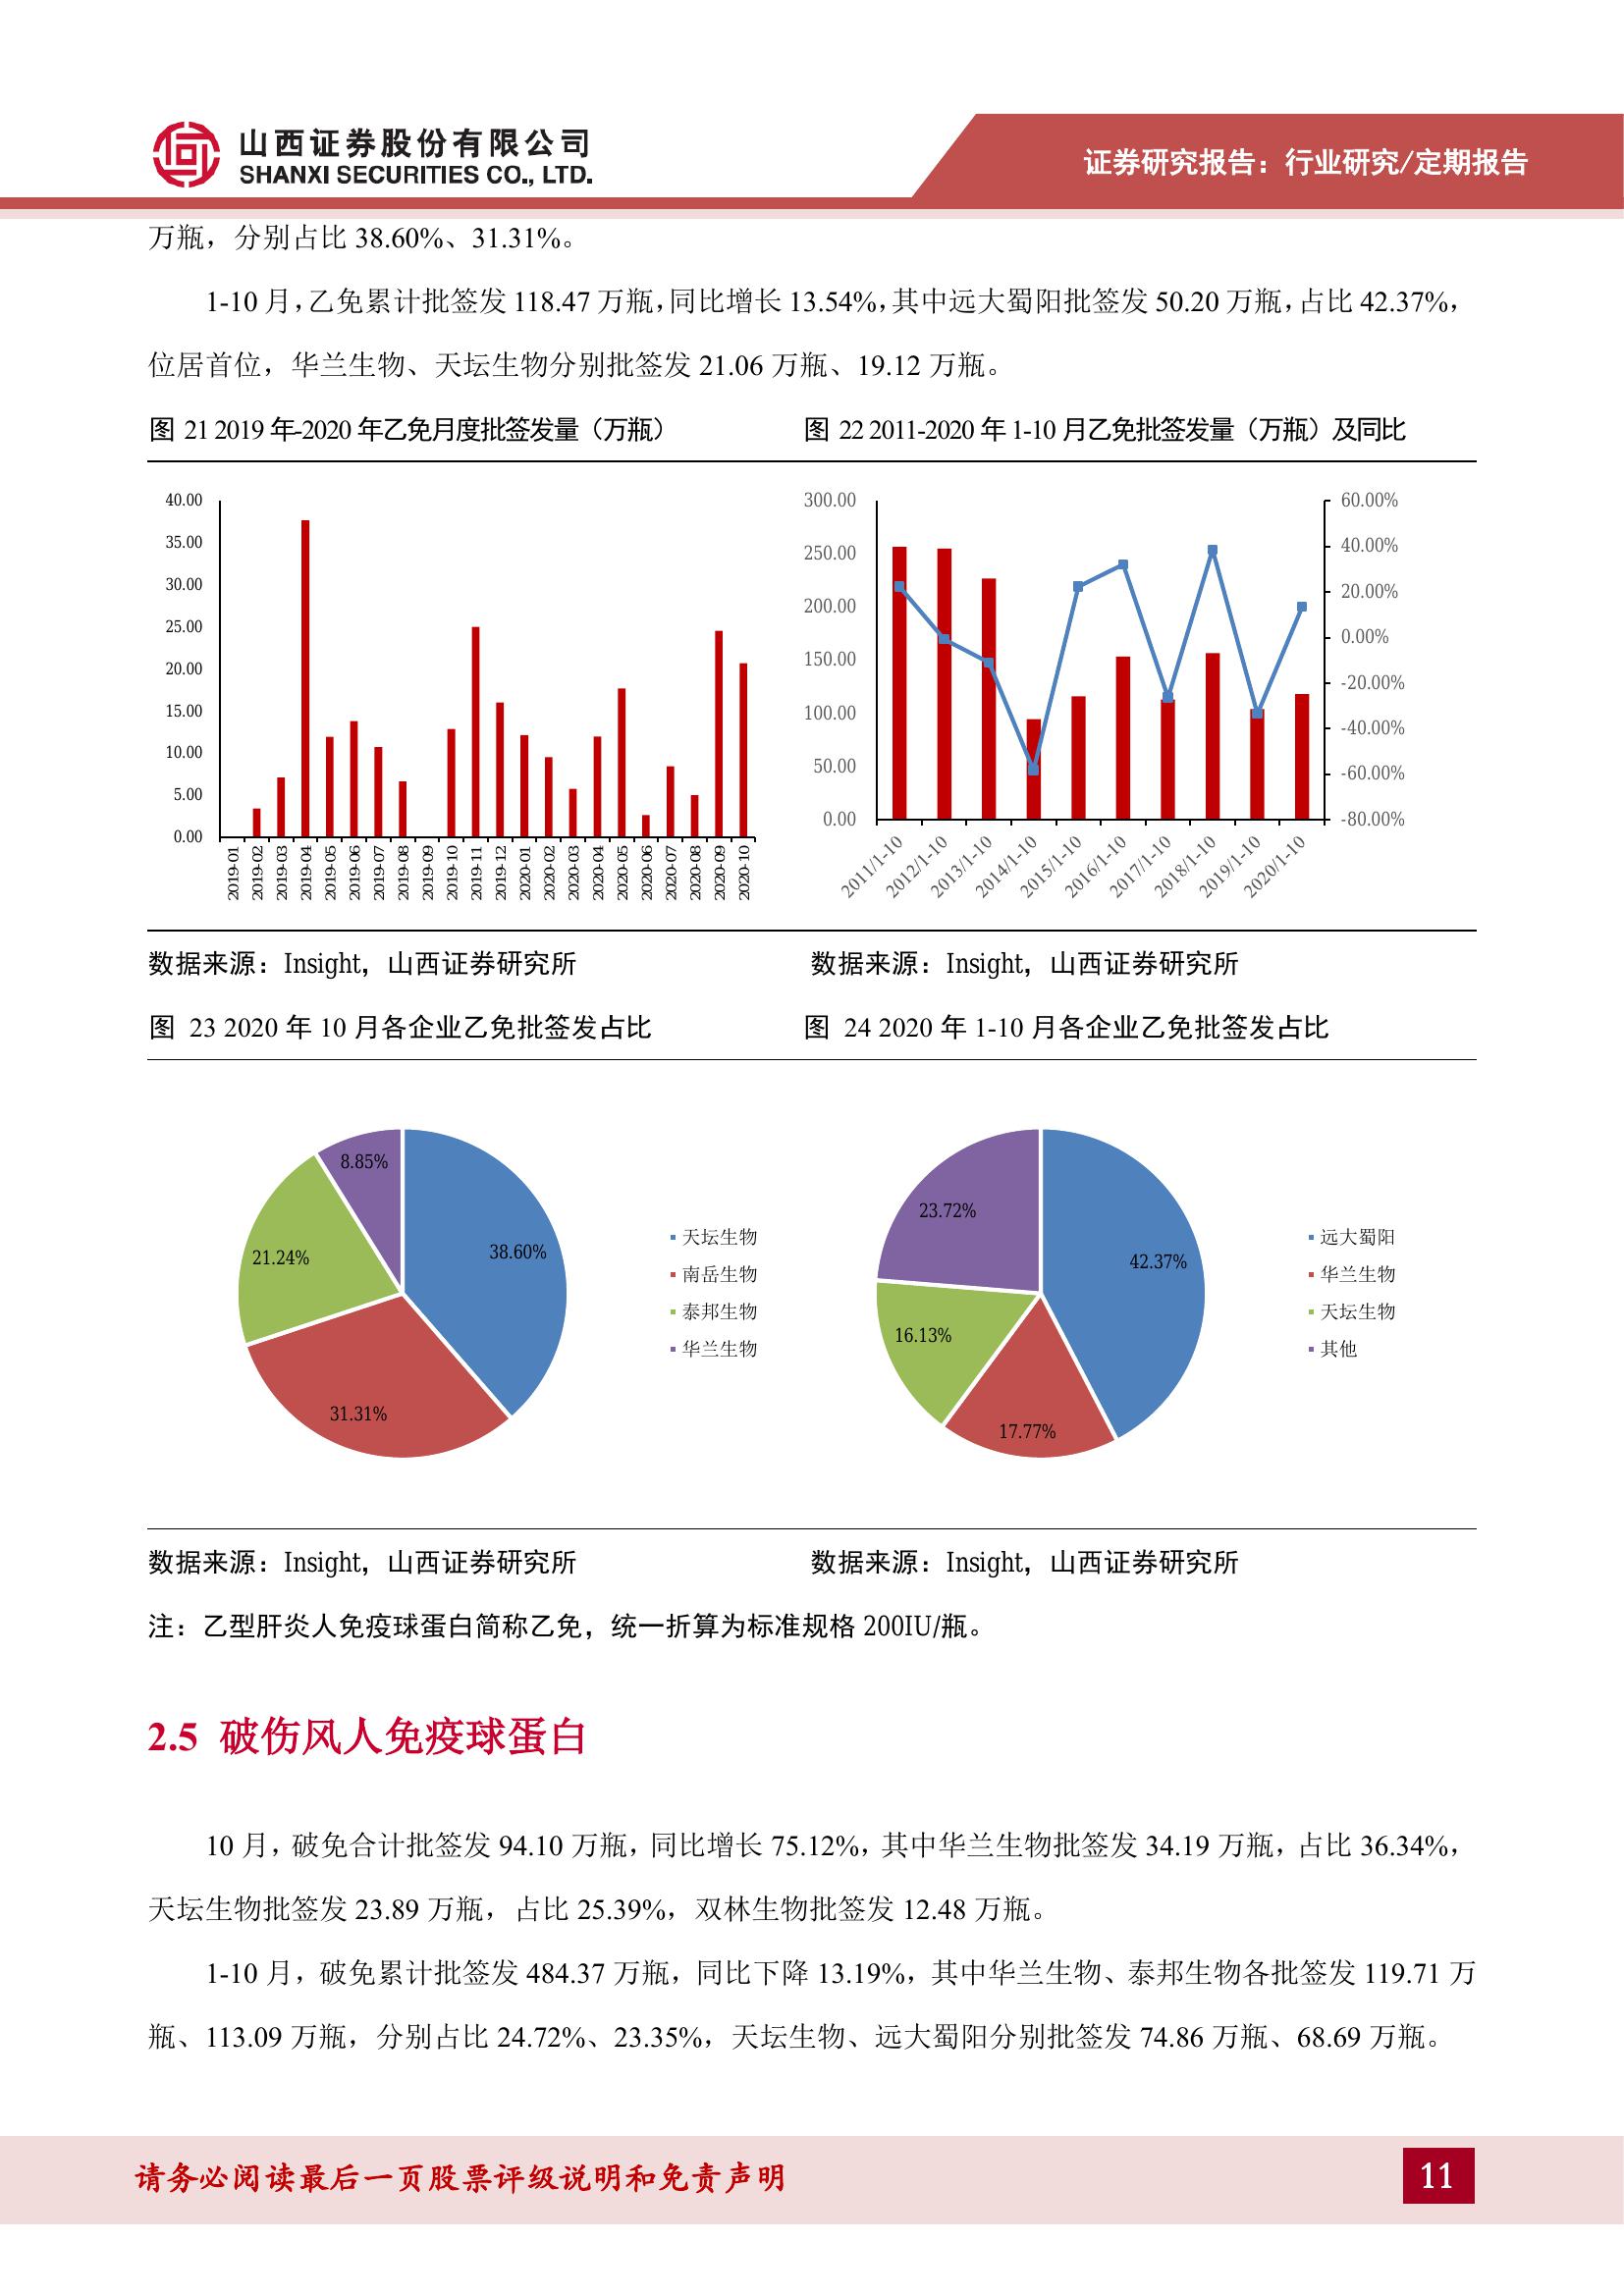 山西证券股份有限公司
SHANXI SECURITIES CO., LTD.
证券研究报告：行业研究/定期报告
万瓶，分别占比 38.60%、31.31%。
1-10 月，乙免累计批签发 118.47 万瓶，同比增长 13.54%，其中远大蜀阳批签发 50.20 万瓶，占比 42.37%，
位居首位，华兰生物、天坛生物分别批签发 21.06 万瓶、19.12 万瓶。
图 21 2019 年-2020 年乙免月度批签发量（万瓶）
40.00
35.00
30.00
25.00
20.00
15.00
10.00
5.00
0.00
2019-01
2019-02
2019-03
2019-04
2019-05
2019-06
2019-07
2019-08
2019-09
2019-10
2019-11
2019-12
2020-01
2020-02
2020-03
2020-04
2020-05
2020-06
2020-07
2020-08
2020-09
2020-10
图 22 2011-2020 年 1-10 月乙免批签发量（万瓶）及同比
300.00
250.00
200.00
150.00
100.00
50.00
0.00
60.00%
40.00%
20.00%
0.00%
-20.00%
-40.00%
-60.00%
-80.00%
2011/1-10
2012/1-10
2013/1-10
2014/1-10
2015/1-10
2016/1-10
2017/1-10
2018/1-10
2019/1-10
2020/1-10
数据来源：Insight，山西证券研究所
数据来源：Insight，山西证券研究所
图 23 2020 年 10 月各企业乙免批签发占比
8.85%
38.60%
21.24%
31.31%
天坛生物
南岳生物
泰邦生物
华兰生物
图 24 2020 年 1-10 月各企业乙免批签发占比
23.72%
42.37%
16.13%
17.77%
远大蜀阳
华兰生物
天坛生物
其他
数据来源：Insight，山西证券研究所
数据来源：Insight，山西证券研究所
注：乙型肝炎人免疫球蛋白简称乙免，统一折算为标准规格 200IU/瓶。
2.5 破伤风人免疫球蛋白
10 月，破免合计批签发 94.10 万瓶，同比增长 75.12%，其中华兰生物批签发 34.19 万瓶，占比 36.34%，
天坛生物批签发 23.89 万瓶，占比 25.39%，双林生物批签发 12.48 万瓶。
1-10 月，破免累计批签发 484.37 万瓶，同比下降 13.19%，其中华兰生物、泰邦生物各批签发 119.71 万
瓶、113.09 万瓶，分别占比 24.72%、23.35%，天坛生物、远大蜀阳分别批签发 74.86 万瓶、68.69 万瓶。
请务必阅读最后一页股票评级说明和免责声明
11